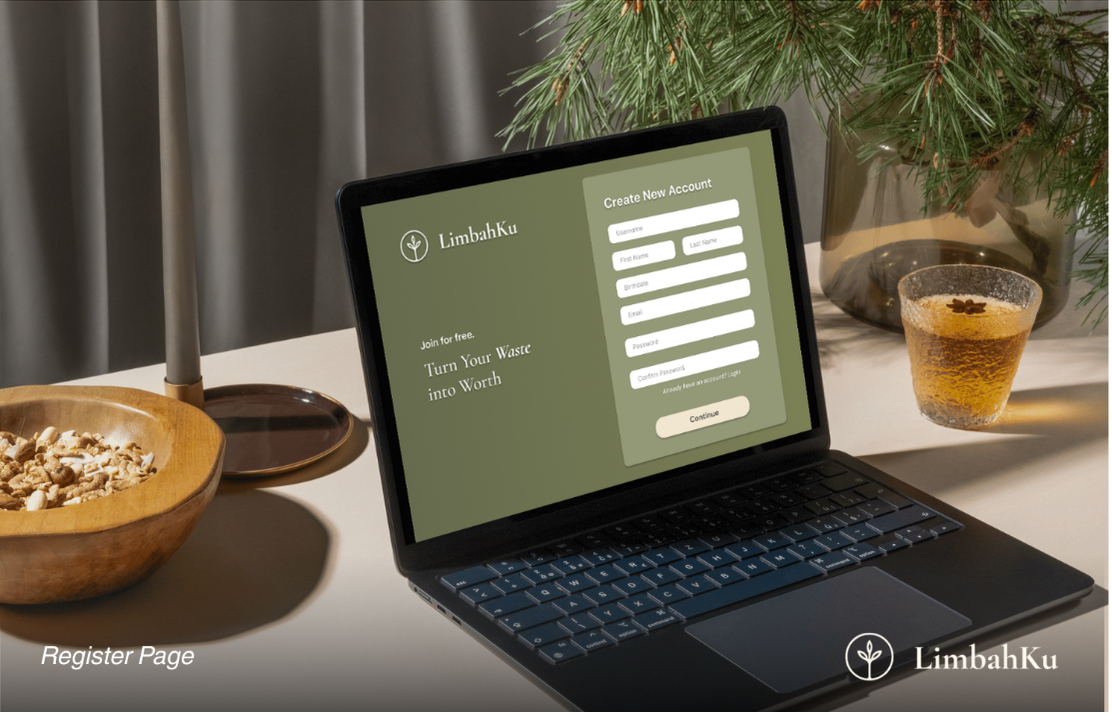 LimbahKu
Join for free.
Turn Your Waste
into Worth
Create New Account
Username
First Name
Last Name
Birthdate
Email
Password
Confirm Password
Already have an account? Login
Continue
Register Page
LimbahKu